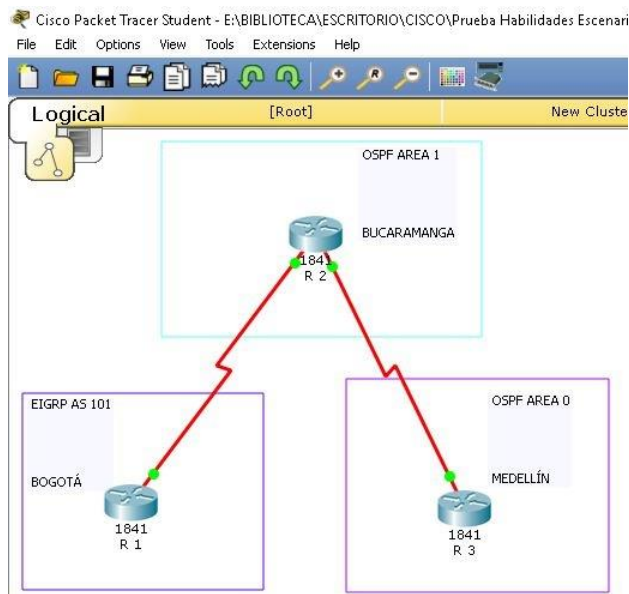 Cisco Packet Tracer Student - E:\BIBLIOTECA\ESCRITORIO\CISCO\Prueba Habilidades Escenari
File Edit Options View Tools Extensions Help
Logical [Root] New Cluste
OSPF AREA 1
BUCARAMANGA
1841
R 2
EIGRP AS 101
OSPF AREA 0
BOGOTÁ
MEDELLÍN
1841
R 1
1841
R 3